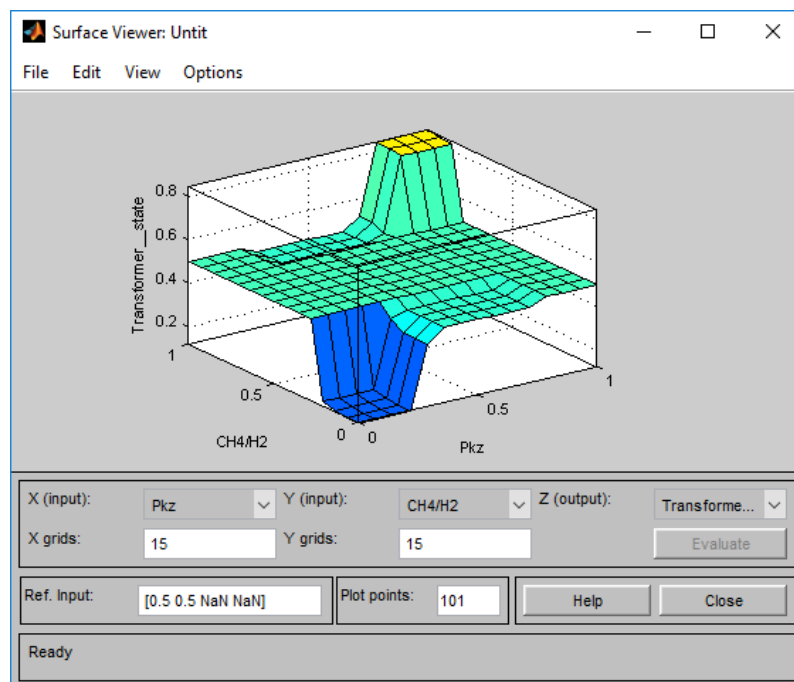 Surface Viewer: Untit
File Edit View Options
Transformer__state
0.8
0.6
0.4
0.2
1
0.5
0
CH4/H2
0
0.5
1
Pkz
X (input): Pkz Y (input): CH4/H2 Z (output): Transforme...
X grids: 15 Y grids: 15 Evaluate
Ref. Input: [0.5 0.5 NaN NaN] Plot points: 101 Help Close
Ready